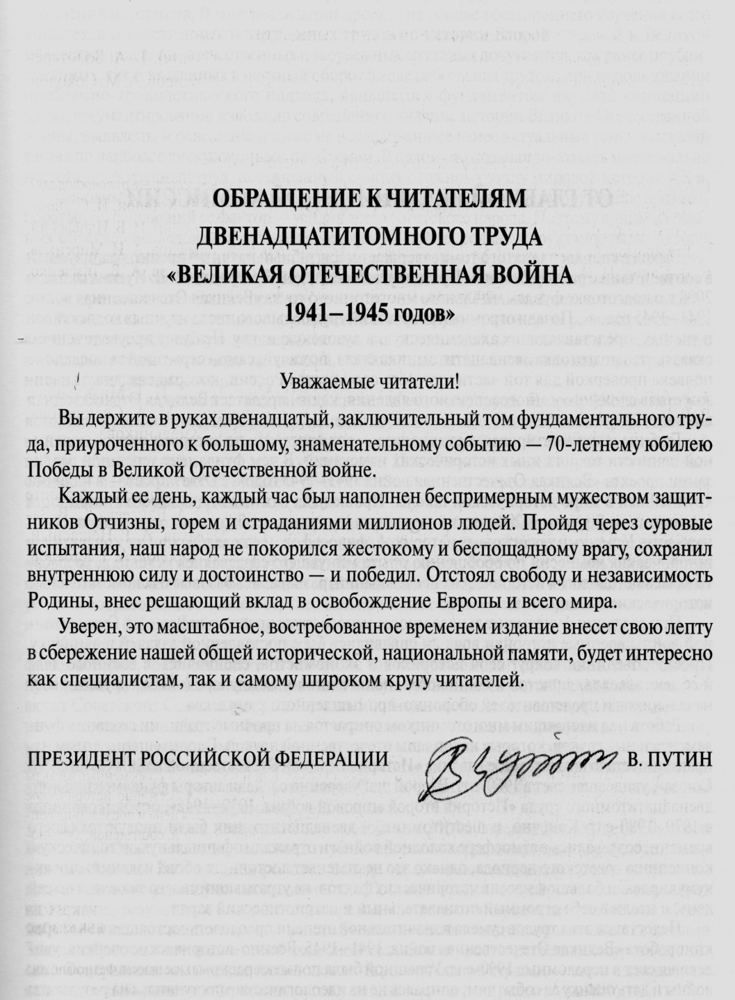 ОБРАЩЕНИЕ К ЧИТАТЕЛЯМ
ДВЕНАДЦАТИТОМНОГО ТРУДА
«ВЕЛИКАЯ ОТЕЧЕСТВЕННАЯ ВОЙНА
1941–1945 годов»
Уважаемые читатели!
Вы держите в руках двенадцатый, заключительный том фундаментального тру-
да, приуроченного к большому, знаменательному событию — 70-летнему юбилею
Победы в Великой Отечественной войне.
Каждый ее день, каждый час был наполнен беспримерным мужеством защит-
ников Отчизны, горем и страданиями миллионов людей. Пройдя через суровые
испытания, наш народ не покорился жестокому и беспощадному врагу, сохранил
внутреннюю силу и достоинство — и победил. Отстоял свободу и независимость
Родины, внес решающий вклад в освобождение Европы и всего мира.
Уверен, это масштабное, востребованное временем издание внесет свою лепту
в сбережение нашей общей исторической, национальной памяти, будет интересно
как специалистам, так и самому широкому кругу читателей.
ПРЕЗИДЕНТ РОССИЙСКОЙ ФЕДЕРАЦИИ В. ПУТИН